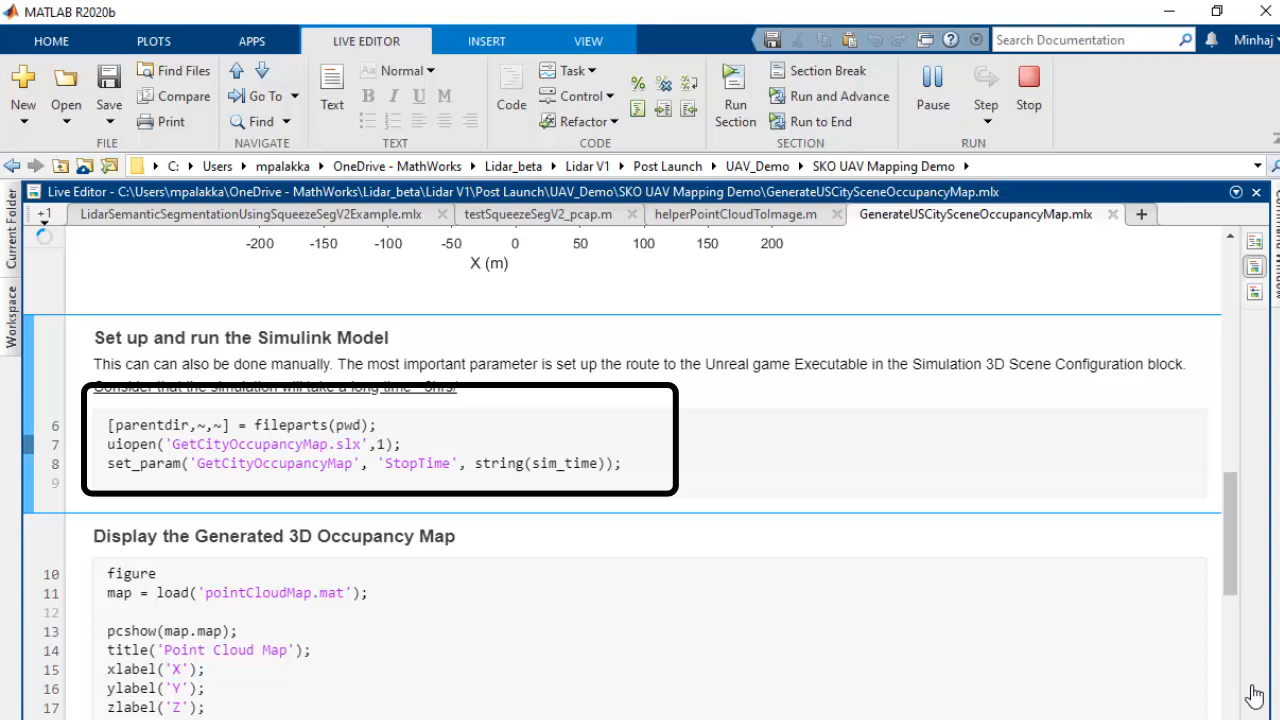 MATLAB R2020b
HOME PLOTS APPS LIVE EDITOR INSERT VIEW Search Documentation Minhaj
New Open Save Find Files Compare Print
Go To Find
Text Normal B I U M
Code Task Control Refactor
Run Section Section Break Run and Advance Run to End
Pause Step Stop
FILE NAVIGATE TEXT CODE SECTION RUN
C: Users mpalakka OneDrive - MathWorks Lidar_beta Lidar V1 Post Launch UAV_Demo SKO UAV Mapping Demo
Live Editor - C:\Users\mpalakka\OneDrive - MathWorks\Lidar_beta\Lidar V1\Post Launch\UAV_Demo\SKO UAV Mapping Demo\GenerateUSCitySceneOccupancyMap.mlx
+1 LidarSemanticSegmentationUsingSqueezeSegV2Example.mlx testSqueezeSegV2_pcap.m helperPointCloudToImage.m GenerateUSCitySceneOccupancyMap.mlx
Current Folder
Workspace
-200 -150 -100 -50 0 50 100 150 200
X (m)
Set up and run the Simulink Model
This can can also be done manually. The most important parameter is set up the route to the Unreal game Executable in the Simulation 3D Scene Configuration block.
Consider that the simulation will take a long time
6 [parentdir,~,~] = fileparts(pwd);
7 uiopen('GetCityOccupancyMap.slx',1);
8 set_param('GetCityOccupancyMap', 'StopTime', string(sim_time));
9
Display the Generated 3D Occupancy Map
10 figure
11 map = load('pointCloudMap.mat');
12
13 pcshow(map.map);
14 title('Point Cloud Map');
15 xlabel('X');
16 ylabel('Y');
17 zlabel('Z');